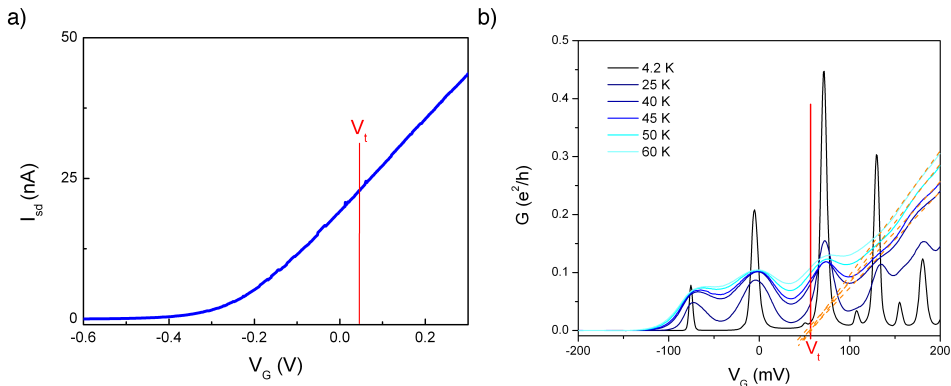 a)
50
25
0
I_sd (nA)
V_t
-0.6
-0.4
-0.2
0.0
0.2
V_G (V)
b)
0.5
0.4
0.3
0.2
0.1
0.0
G (e²/h)
4.2 K
25 K
40 K
45 K
50 K
60 K
V_t
-200
-100
0
100
200
V_G (mV)